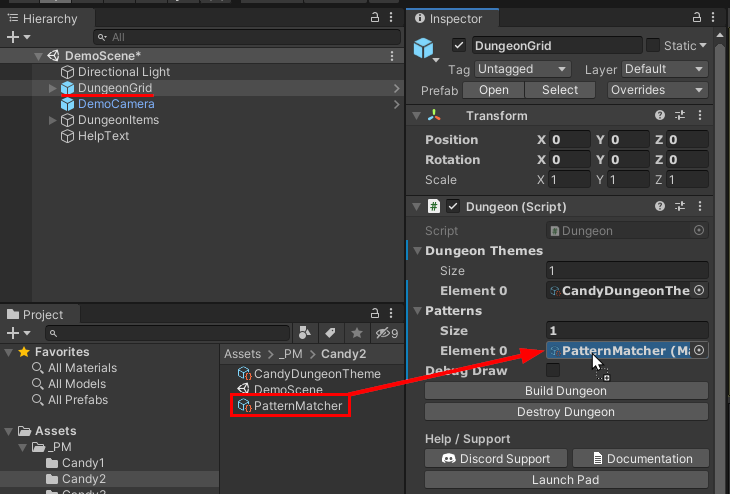 Hierarchy
All
DemoScene*
Directional Light
DungeonGrid
DemoCamera
DungeonItems
HelpText
Project
9
Favorites
All Materials
All Models
All Prefabs
Assets
_PM
Candy1
Candy2
Assets > _PM > Candy2
CandyDungeonTheme
DemoScene
PatternMatcher
Inspector
DungeonGrid Static
Tag Untagged Layer Default
Prefab Open Select Overrides
Transform
Position X 0 Y 0 Z 0
Rotation X 0 Y 0 Z 0
Scale X 1 Y 1 Z 1
# Dungeon (Script)
Script # Dungeon
Dungeon Themes
Size 1
Element 0 CandyDungeonThe
Patterns
Size 1
Element 0 PatternMatcher (Ma
Debug Draw
Build Dungeon
Destroy Dungeon
Help / Support
Discord Support Documentation
Launch Pad